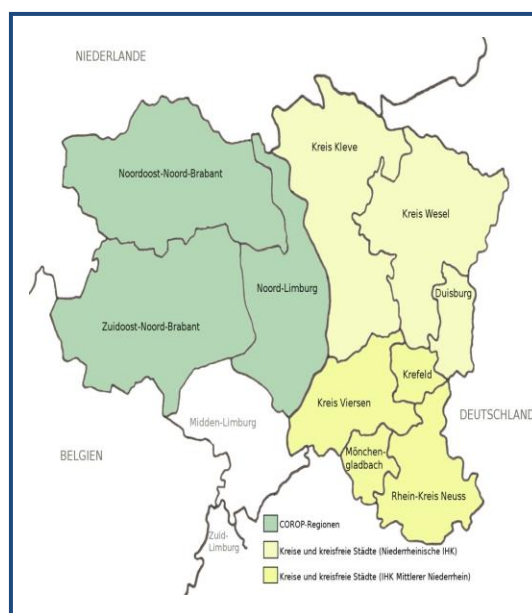 NIEDERLANDE
Kreis Kleve
Noordoost-Noord-Brabant
Kreis Wesel
Noord-Limburg
Duisburg
Zuidoost-Noord-Brabant
Krefeld
Kreis Viersen
DEUTSCHLAND
Midden-Limburg
BELGIEN
Mönchen-
gladbach
Rhein-Kreis Neuss
Zuid-
Limburg
COROP-Regionen
Kreise und kreisfreie Städte (Niederrheinische IHK)
Kreise und kreisfreie Städte (IHK Mittlerer Niederrhein)